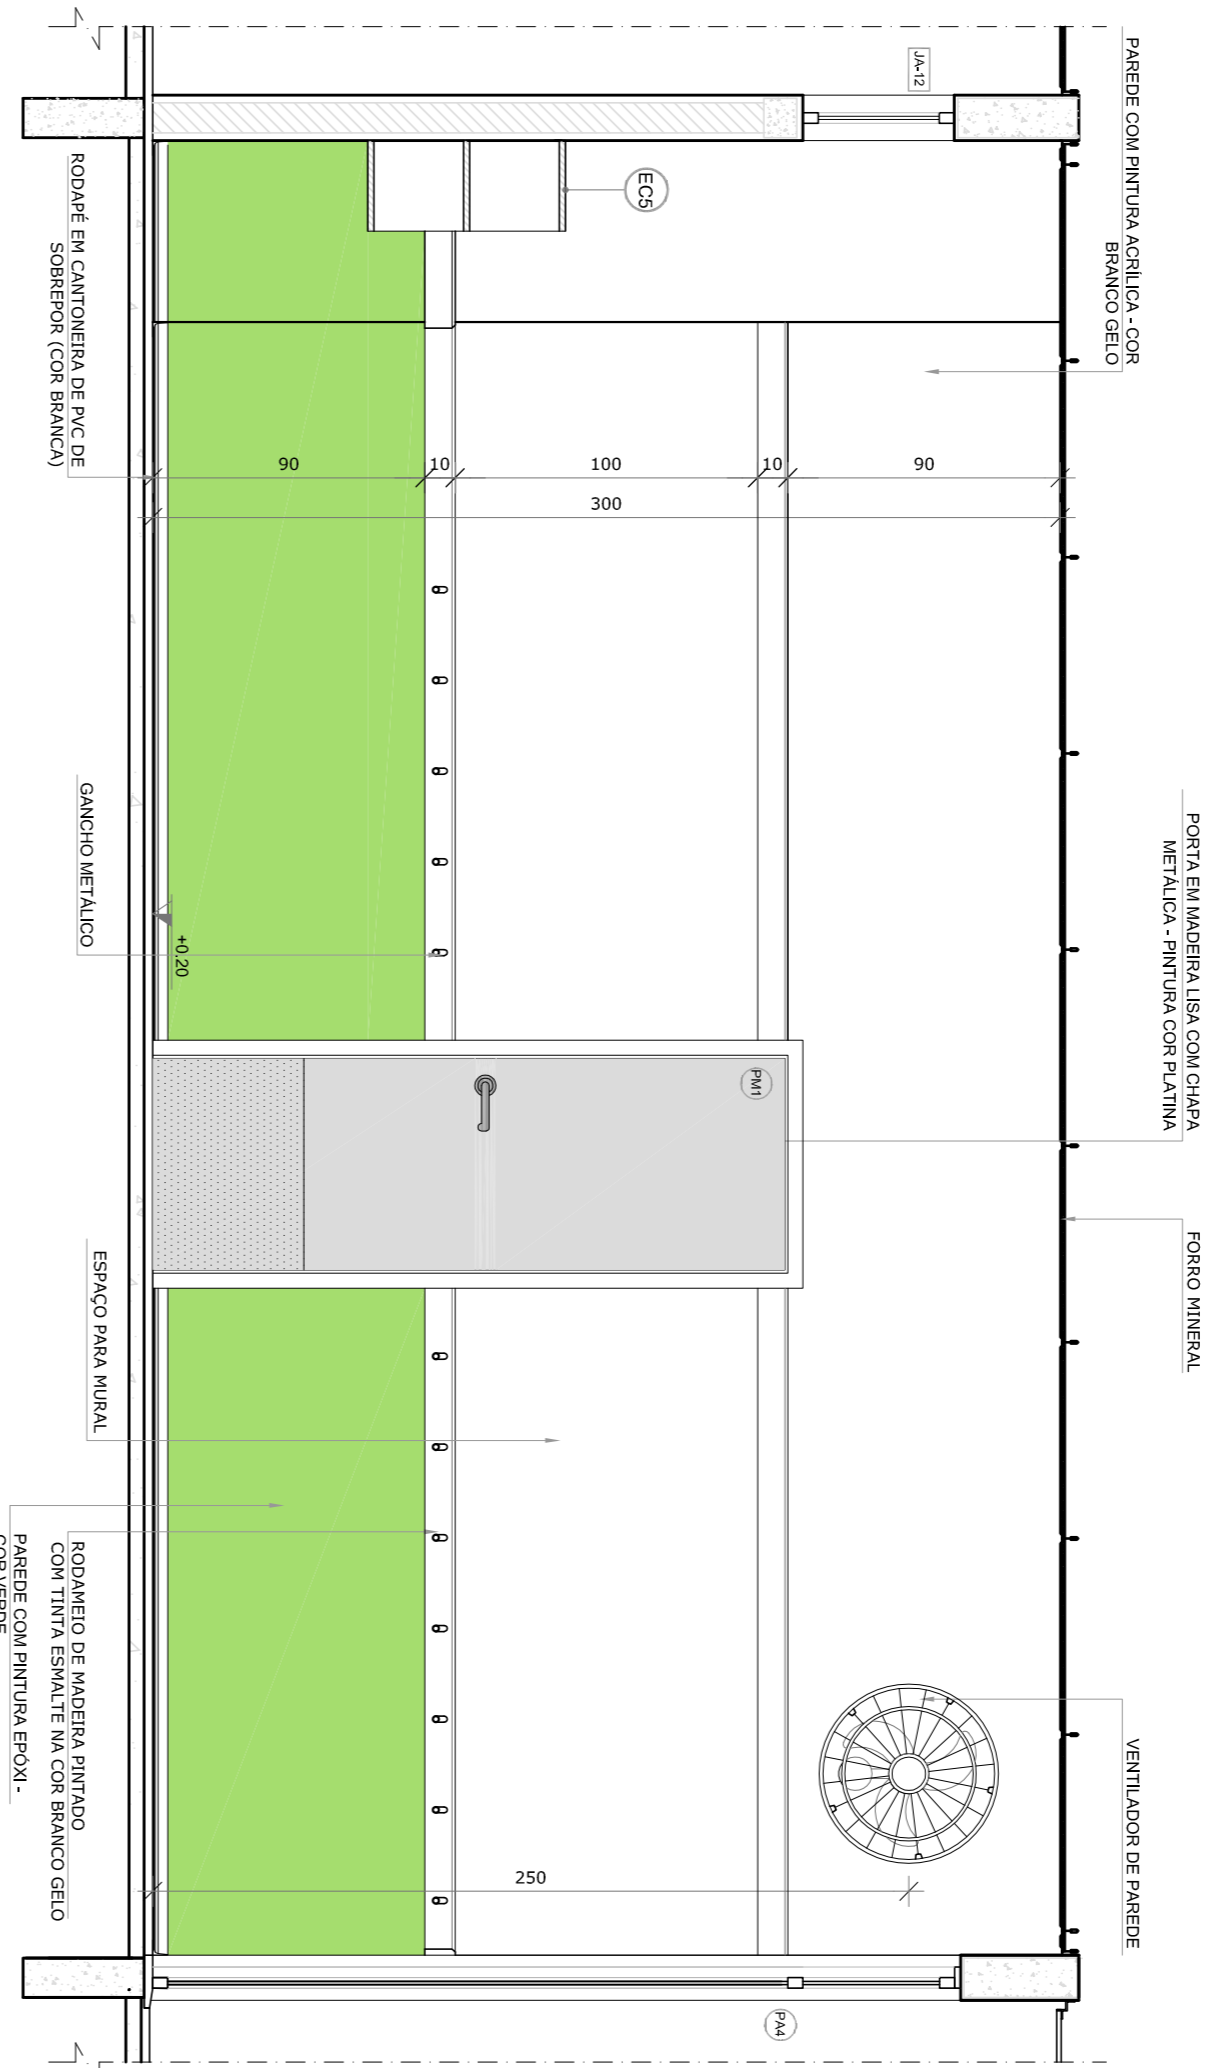 JA-12
PAREDE COM PINTURA ACRÍLICA - COR
BRANCO GELO
PORTA EM MADEIRA LISA COM CHAPA
METÁLICA - PINTURA COR PLATINA
FORRO MINERAL
VENTILADOR DE PAREDE
EC5
90
10
100
10
90
300
PM1
250
PA4
+0.20
RODAPÉ EM CANTONEIRA DE PVC DE
SOBREPOR (COR BRANCA)
GANCHO METÁLICO
ESPAÇO PARA MURAL
RODAMEIO DE MADEIRA PINTADO
COM TINTA ESMALTE NA COR BRANCO GELO
PAREDE COM PINTURA EPÓXI -
COR VERDE